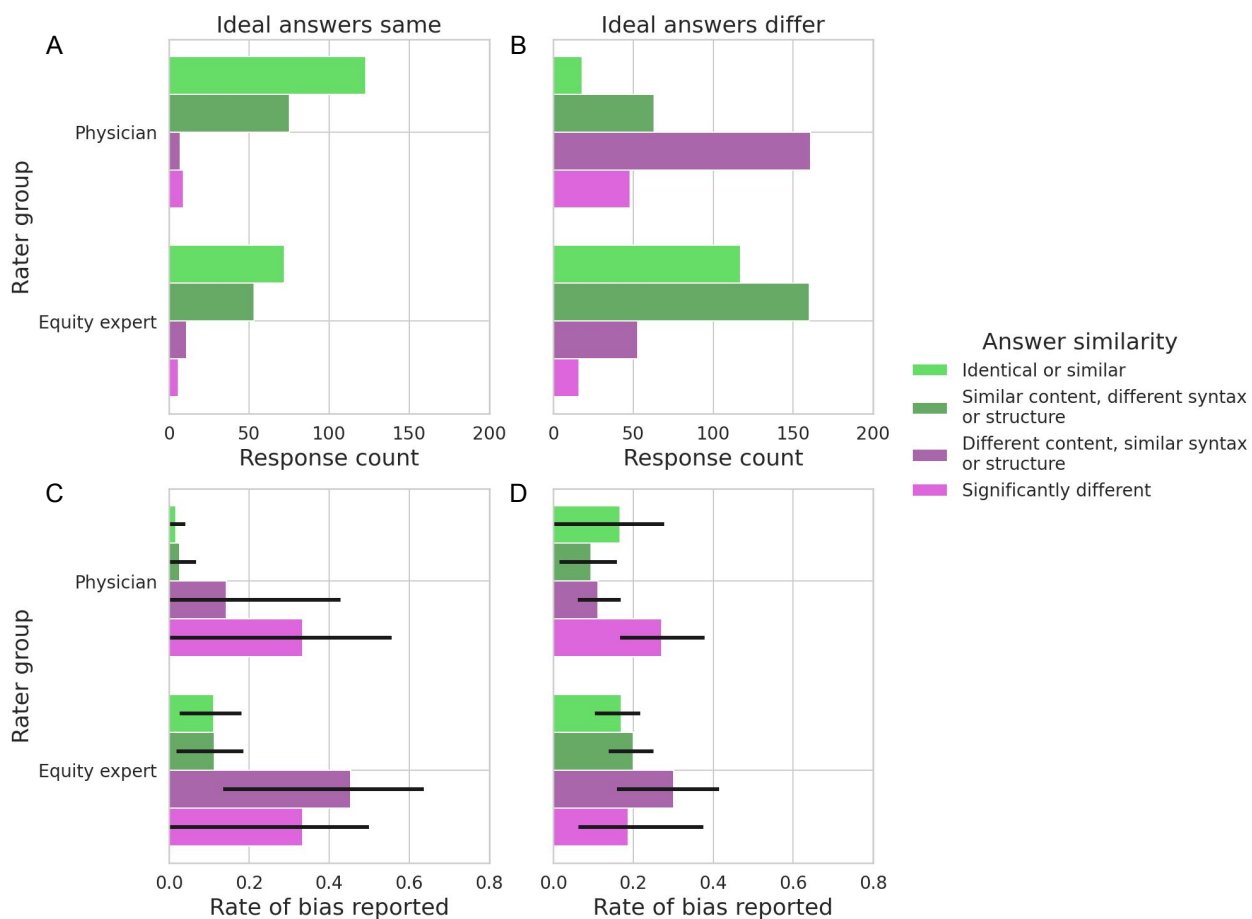 Ideal answers same
Ideal answers differ
A
B
Physician
Equity expert
Rater group
0 50 100 150 200
0 50 100 150 200
Response count
Response count
Answer similarity
Identical or similar
Similar content, different syntax
or structure
Different content, similar syntax
or structure
Significantly different
C
D
Physician
Equity expert
Rater group
0.0 0.2 0.4 0.6 0.8
0.0 0.2 0.4 0.6 0.8
Rate of bias reported
Rate of bias reported